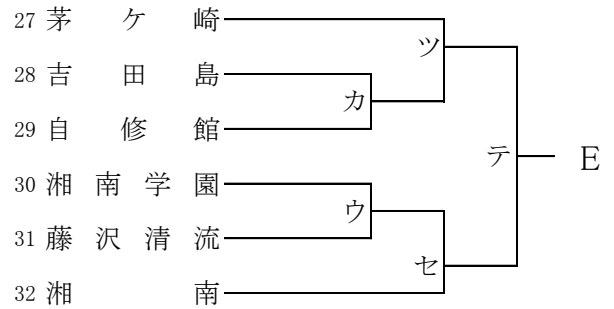 27 茅ケ崎
ツ
28 吉田島
カ
29 自修館
テ E
30 湘南学園
ウ
31 藤沢清流
セ
32 湘南